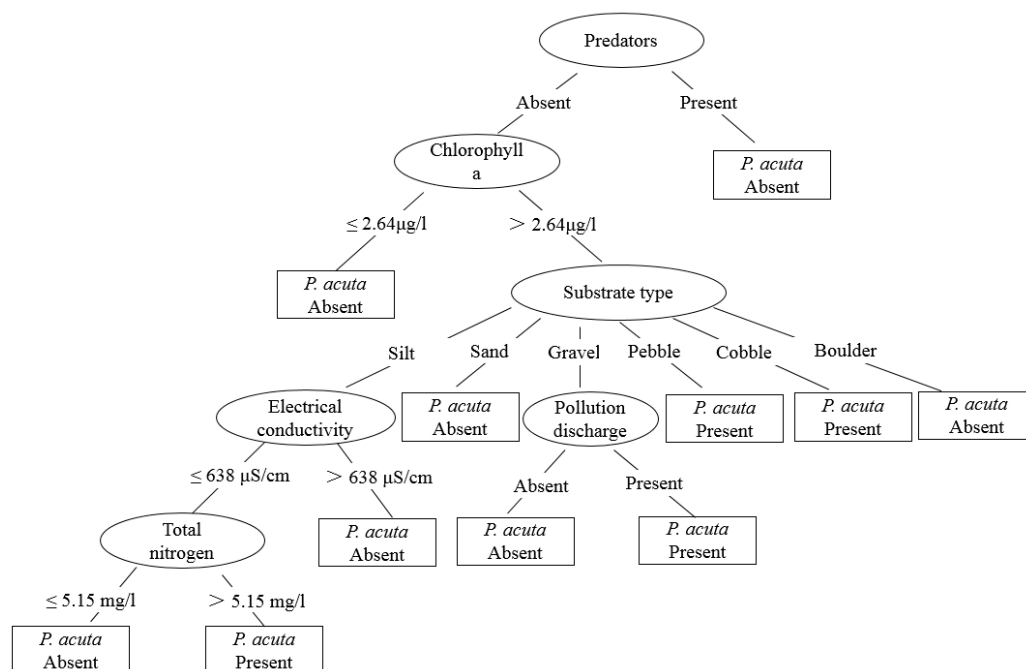 Predators
Absent
Present
Chlorophyll
a
P. acuta
Absent
≤ 2.64μg/l
> 2.64μg/l
P. acuta
Absent
Substrate type
Silt
Sand
Gravel
Pebble
Cobble
Boulder
Electrical
conductivity
P. acuta
Absent
Pollution
discharge
P. acuta
Present
P. acuta
Present
P. acuta
Absent
≤ 638 μS/cm
> 638 μS/cm
Absent
Present
Total
nitrogen
P. acuta
Absent
P. acuta
Absent
P. acuta
Present
≤ 5.15 mg/l
> 5.15 mg/l
P. acuta
Absent
P. acuta
Present